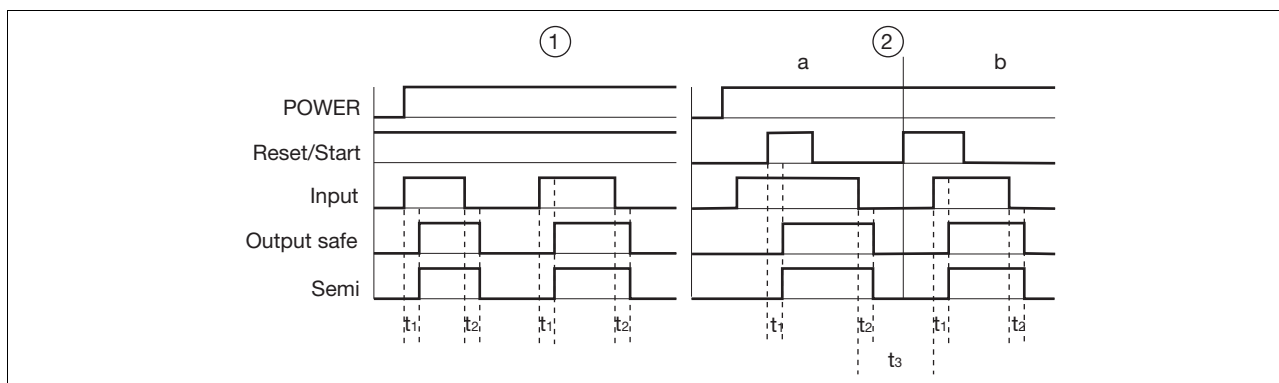 1 2
a b
POWER
Reset/Start
Input
Output safe
Semi
t1 t2 t1 t2 t1 t2 t1 t2
t3